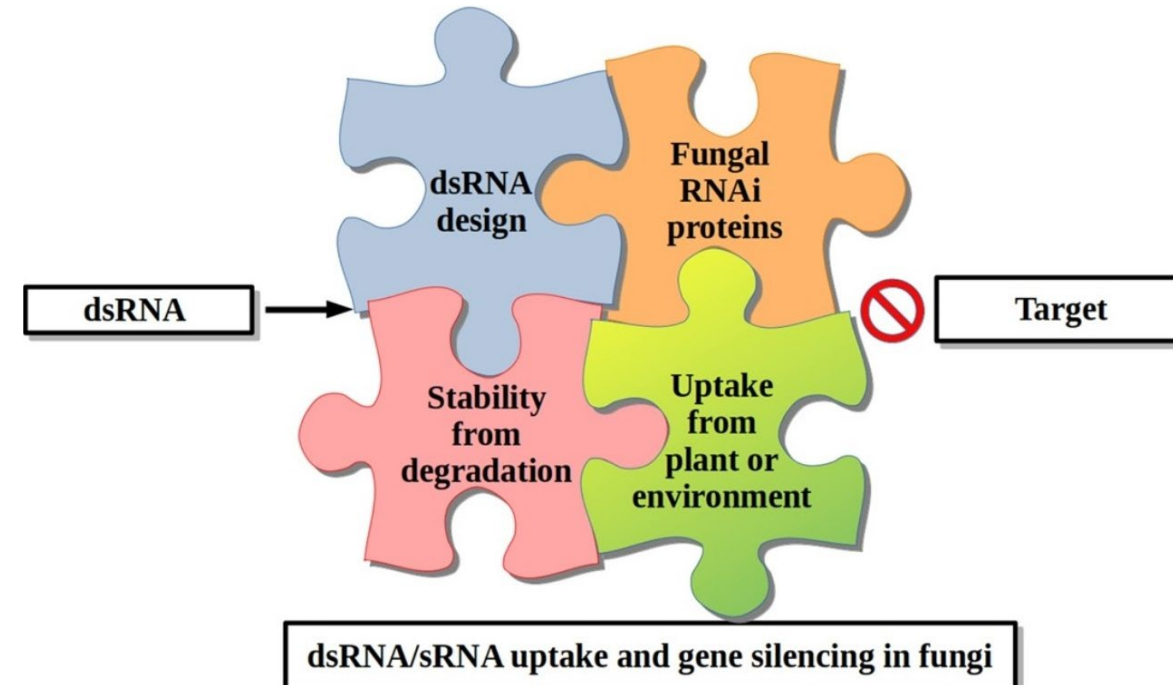 dsRNA
design
Fungal
RNAi
proteins
dsRNA
Target
Stability
from
degradation
Uptake
from
plant or
environment
dsRNA/sRNA uptake and gene silencing in fungi